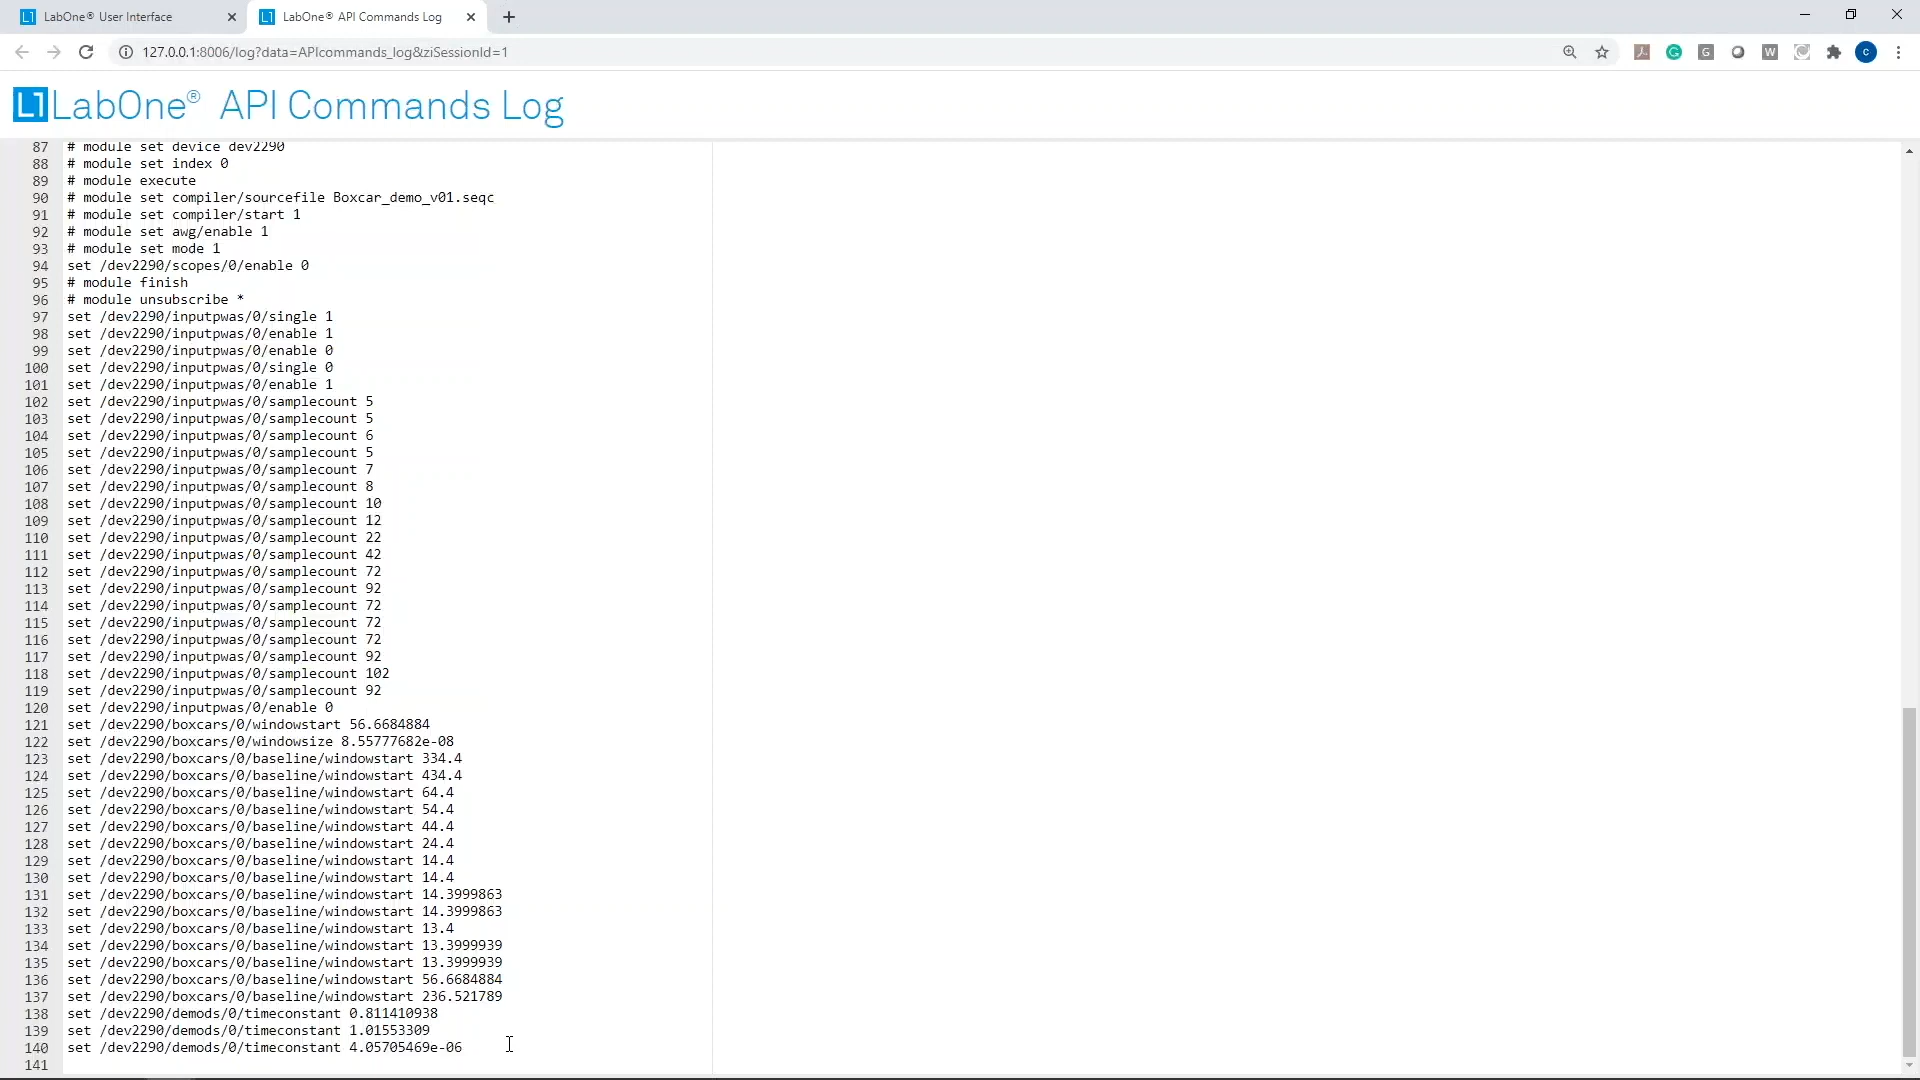 LabOne® User Interface
LabOne® API Commands Log
127.0.0.1:8006/log?data=APIcommands_log&ziSessionId=1
L1 LabOne® API Commands Log
87 # module set device dev2290
88 # module set index 0
89 # module execute
90 # module set compiler/sourcefile Boxcar_demo_v01.seqc
91 # module set compiler/start 1
92 # module set awg/enable 1
93 # module set mode 1
94 set /dev2290/scopes/0/enable 0
95 # module finish
96 # module unsubscribe *
97 set /dev2290/inputpwas/0/single 1
98 set /dev2290/inputpwas/0/enable 1
99 set /dev2290/inputpwas/0/enable 0
100 set /dev2290/inputpwas/0/single 0
101 set /dev2290/inputpwas/0/enable 1
102 set /dev2290/inputpwas/0/samplecount 5
103 set /dev2290/inputpwas/0/samplecount 5
104 set /dev2290/inputpwas/0/samplecount 6
105 set /dev2290/inputpwas/0/samplecount 5
106 set /dev2290/inputpwas/0/samplecount 7
107 set /dev2290/inputpwas/0/samplecount 8
108 set /dev2290/inputpwas/0/samplecount 10
109 set /dev2290/inputpwas/0/samplecount 12
110 set /dev2290/inputpwas/0/samplecount 22
111 set /dev2290/inputpwas/0/samplecount 42
112 set /dev2290/inputpwas/0/samplecount 72
113 set /dev2290/inputpwas/0/samplecount 92
114 set /dev2290/inputpwas/0/samplecount 72
115 set /dev2290/inputpwas/0/samplecount 72
116 set /dev2290/inputpwas/0/samplecount 72
117 set /dev2290/inputpwas/0/samplecount 92
118 set /dev2290/inputpwas/0/samplecount 102
119 set /dev2290/inputpwas/0/samplecount 92
120 set /dev2290/inputpwas/0/enable 0
121 set /dev2290/boxcars/0/windowstart 56.6684884
122 set /dev2290/boxcars/0/windowsize 8.55777682e-08
123 set /dev2290/boxcars/0/baseline/windowstart 334.4
124 set /dev2290/boxcars/0/baseline/windowstart 434.4
125 set /dev2290/boxcars/0/baseline/windowstart 64.4
126 set /dev2290/boxcars/0/baseline/windowstart 54.4
127 set /dev2290/boxcars/0/baseline/windowstart 44.4
128 set /dev2290/boxcars/0/baseline/windowstart 24.4
129 set /dev2290/boxcars/0/baseline/windowstart 14.4
130 set /dev2290/boxcars/0/baseline/windowstart 14.4
131 set /dev2290/boxcars/0/baseline/windowstart 14.3999863
132 set /dev2290/boxcars/0/baseline/windowstart 14.3999863
133 set /dev2290/boxcars/0/baseline/windowstart 13.4
134 set /dev2290/boxcars/0/baseline/windowstart 13.3999939
135 set /dev2290/boxcars/0/baseline/windowstart 13.3999939
136 set /dev2290/boxcars/0/baseline/windowstart 56.6684884
137 set /dev2290/boxcars/0/baseline/windowstart 236.521789
138 set /dev2290/demods/0/timeconstant 0.811410938
139 set /dev2290/demods/0/timeconstant 1.01553309
140 set /dev2290/demods/0/timeconstant 4.05705469e-06
141